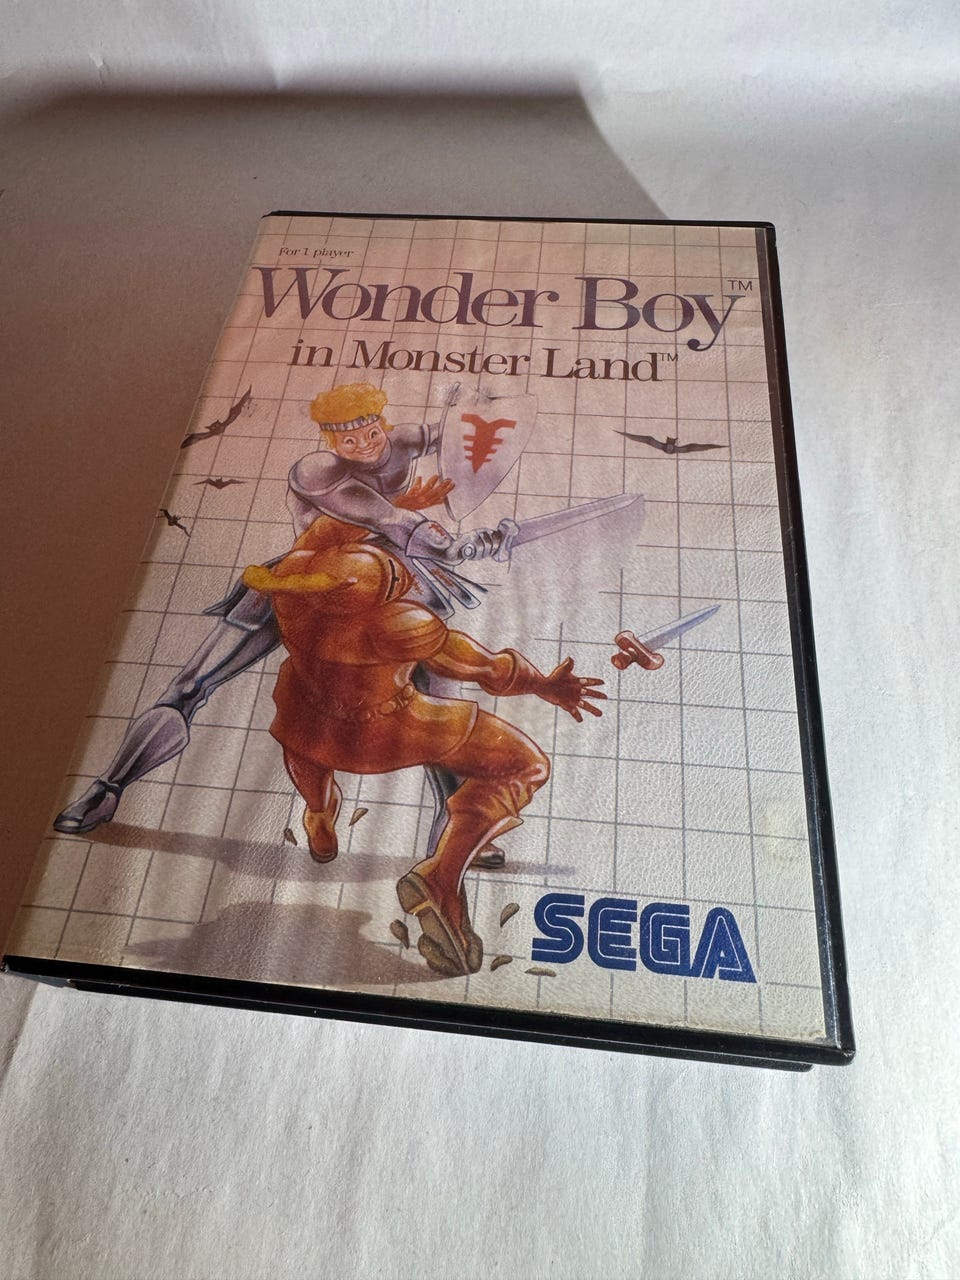 For 1 player
Wonder Boy™
in Monster Land™
SEGA